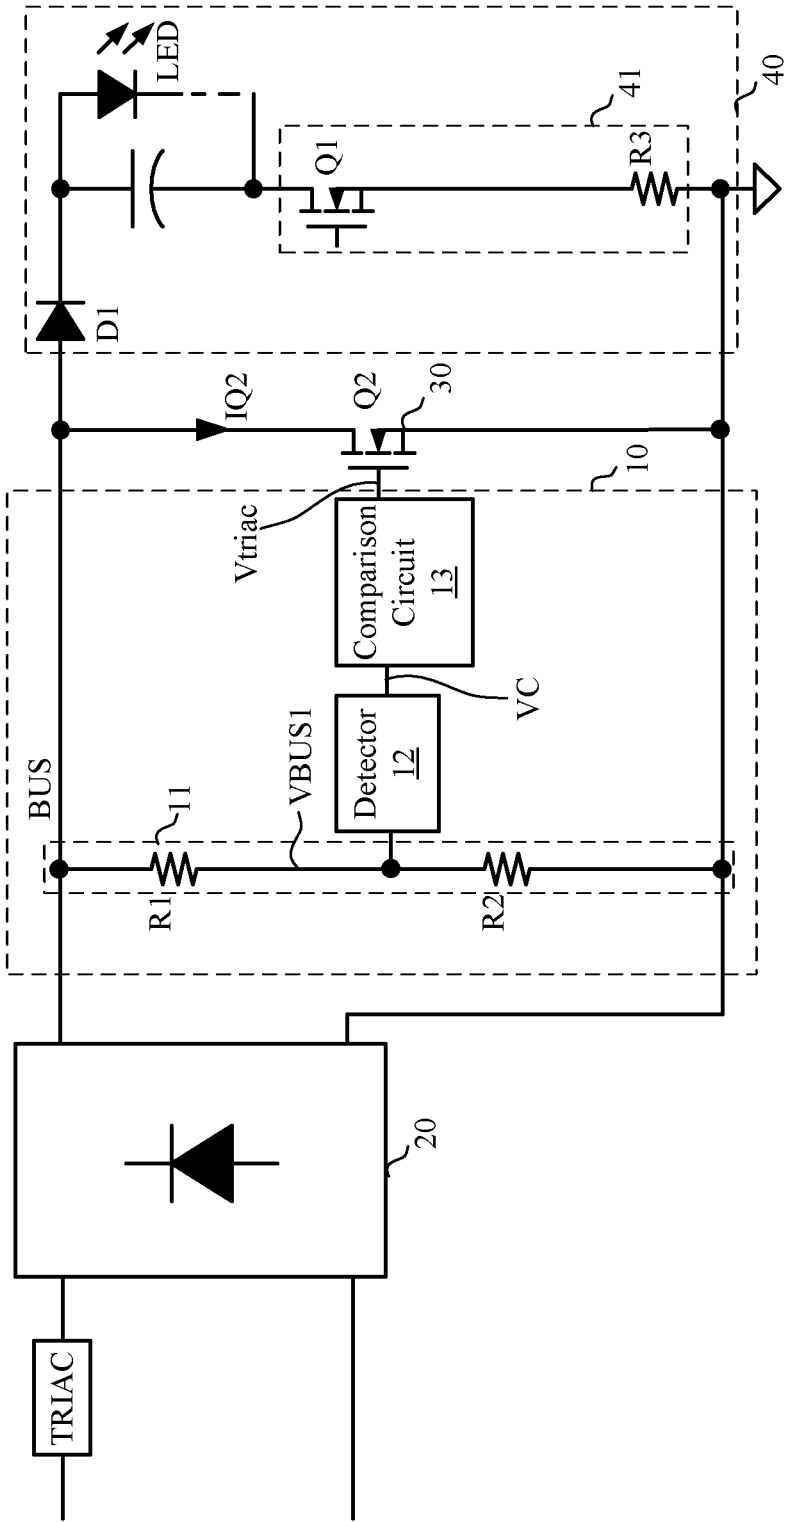 TRIAC
20
BUS
R1
11
VBUS1
R2
Detector
12
VC
Comparison
Circuit
13
Vtriac
10
IQ2
Q2
30
D1
LED
Q1
41
R3
40